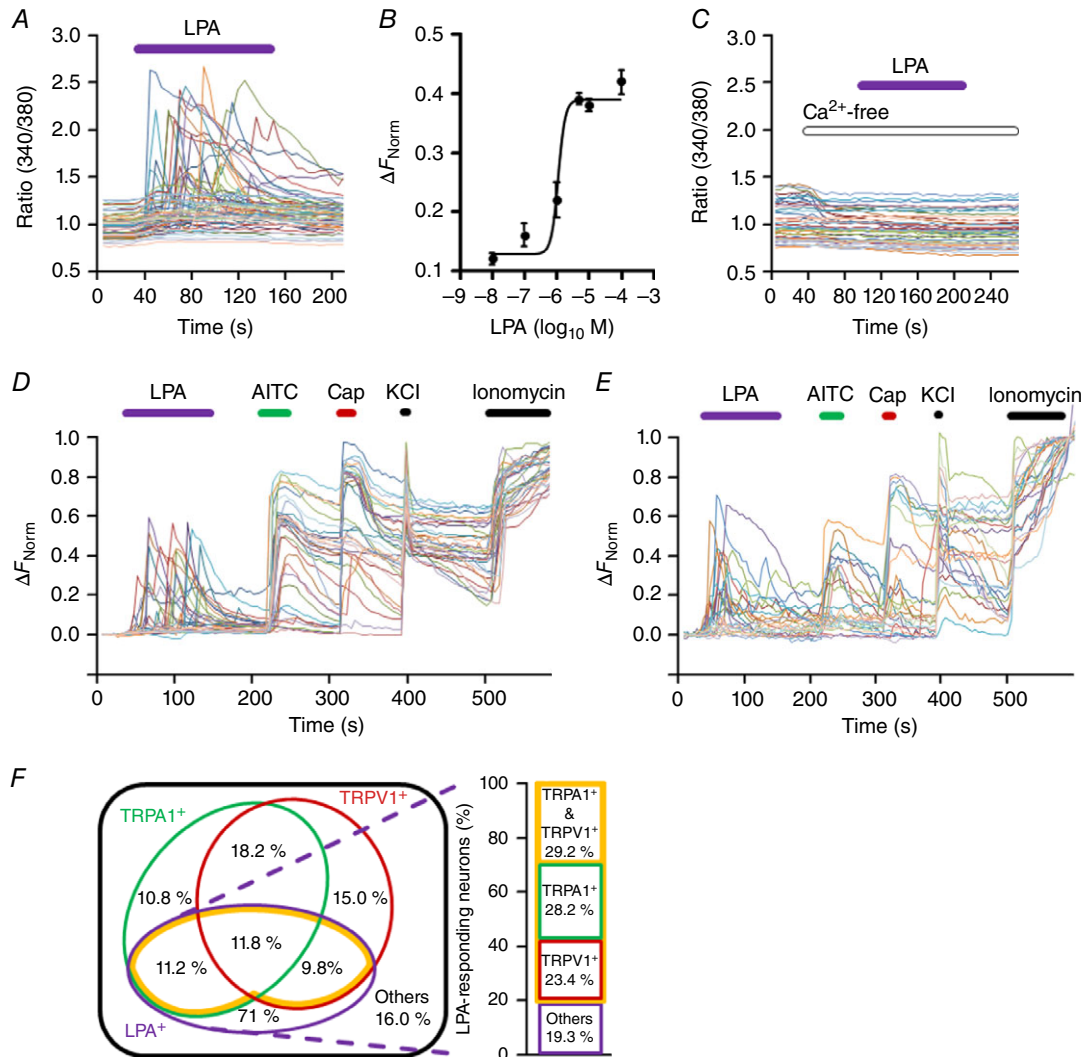 A
LPA
3.0
2.5
2.0
1.5
1.0
0.5
Ratio (340/380)
0 40 80 120 160 200
Time (s)
B
0.5
0.4
0.3
0.2
0.1
ΔF Norm
−9 −8 −7 −6 −5 −4 −3
LPA (log10 M)
C
3.0
2.5
2.0
1.5
1.0
0.5
Ratio (340/380)
LPA
Ca2+-free
0 40 80 120 160 200 240
Time (s)
D
LPA AITC Cap KCl Ionomycin
1.0
0.8
0.6
0.4
0.2
0.0
ΔF Norm
0 100 200 300 400 500
Time (s)
E
LPA AITC Cap KCl Ionomycin
1.0
0.8
0.6
0.4
0.2
0.0
ΔF Norm
0 100 200 300 400 500
Time (s)
F
TRPA1+
TRPV1+
18.2 %
10.8 %
15.0 %
11.8 %
11.2 %
9.8%
71 %
LPA+
Others
16.0 %
LPA-responding neurons (%)
100
80
60
40
20
0
TRPA1+
&
TRPV1+
29.2 %
TRPA1+
28.2 %
TRPV1+
23.4 %
Others
19.3 %